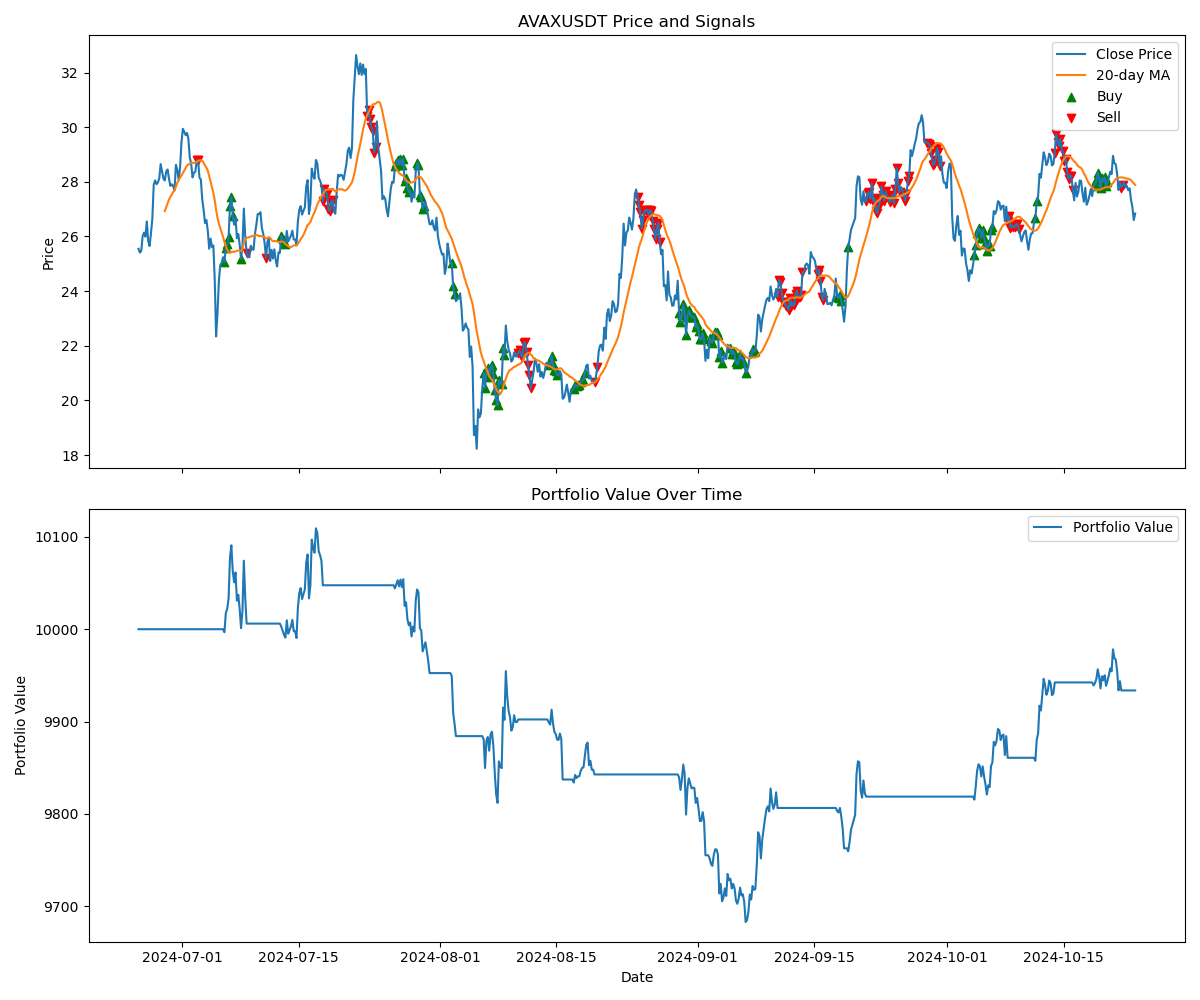 AVAXUSDT Price and Signals
Close Price
20-day MA
Buy
Sell
32
30
28
26
24
22
20
18
Price
Portfolio Value Over Time
Portfolio Value
10100
10000
9900
9800
9700
Portfolio Value
2024-07-01
2024-07-15
2024-08-01
2024-08-15
2024-09-01
2024-09-15
2024-10-01
2024-10-15
Date